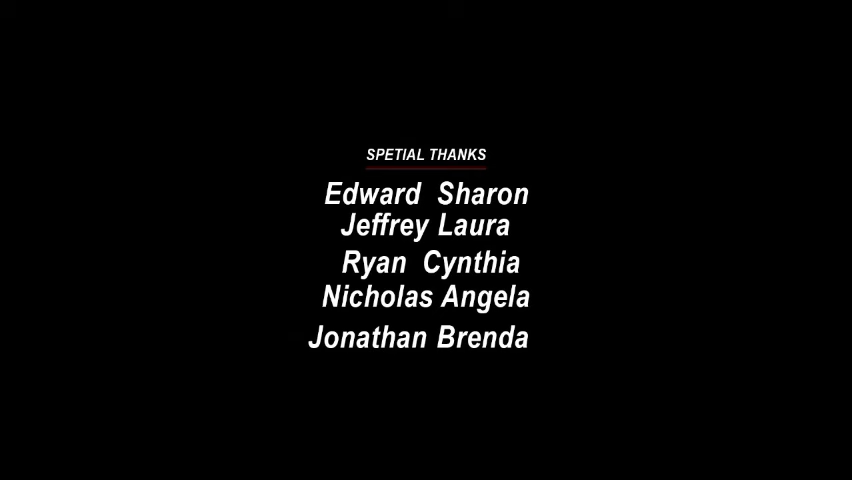 SPETIAL THANKS
Edward Sharon
Jeffrey Laura
Ryan Cynthia
Nicholas Angela
Jonathan Brenda